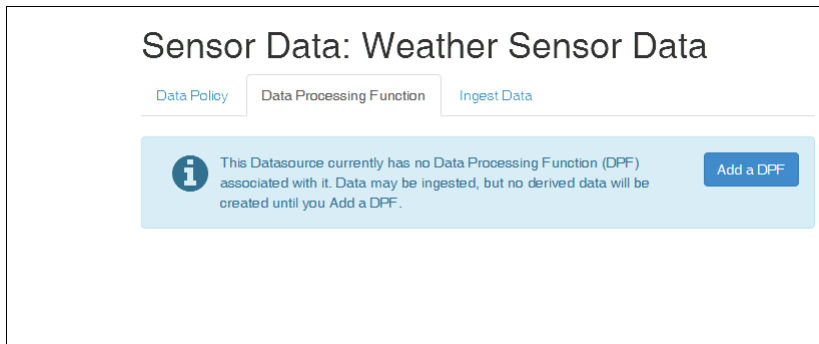 Sensor Data: Weather Sensor Data
Data Policy Data Processing Function Ingest Data
This Datasource currently has no Data Processing Function (DPF)
associated with it. Data may be ingested, but no derived data will be
created until you Add a DPF.
Add a DPF